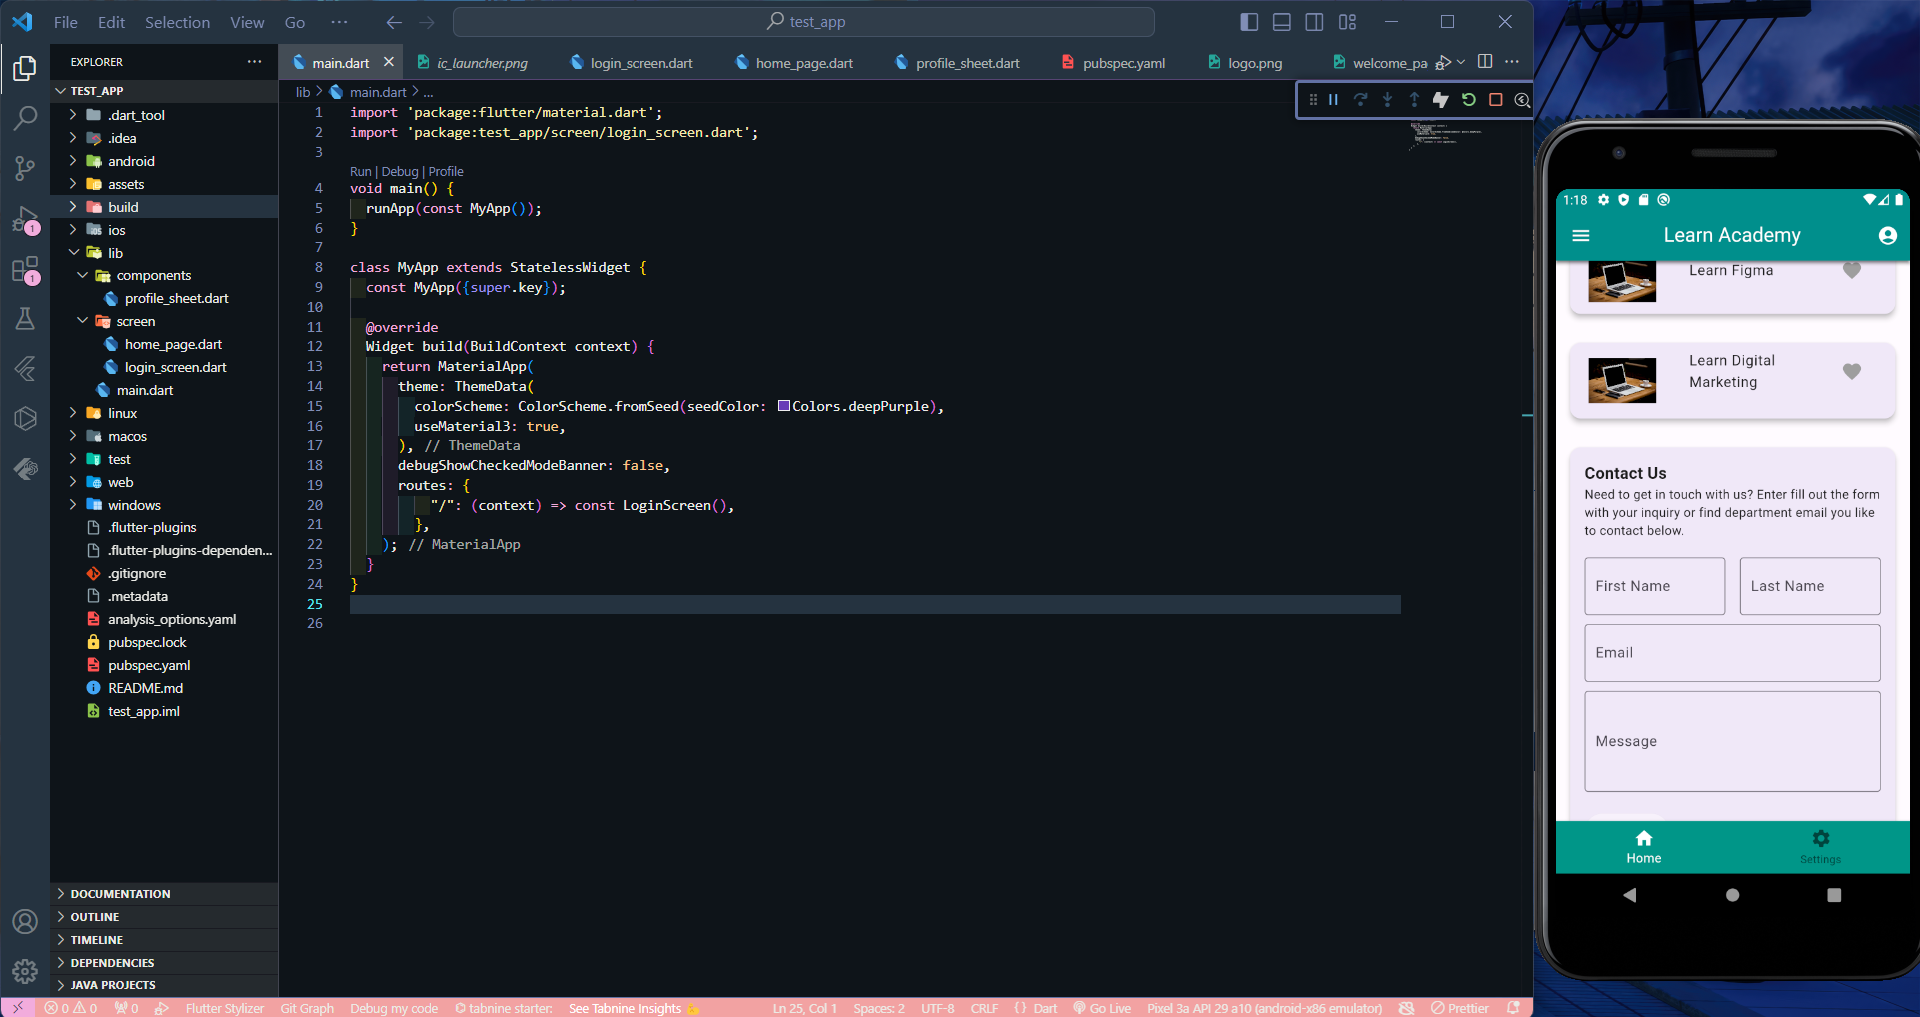 File Edit Selection View Go ···
test_app
EXPLORER
TEST_APP
.dart_tool
.idea
android
assets
build
ios
lib
components
profile_sheet.dart
screen
home_page.dart
login_screen.dart
main.dart
linux
macos
test
web
windows
.flutter-plugins
.flutter-plugins-dependen...
.gitignore
.metadata
analysis_options.yaml
pubspec.lock
pubspec.yaml
README.md
test_app.iml
DOCUMENTATION
OUTLINE
TIMELINE
DEPENDENCIES
JAVA PROJECTS
1
1
main.dart ic_launcher.png login_screen.dart home_page.dart profile_sheet.dart pubspec.yaml logo.png welcome_pa
lib > main.dart > ...
1 import 'package:flutter/material.dart';
2 import 'package:test_app/screen/login_screen.dart';
3
Run | Debug | Profile
4 void main() {
5 runApp(const MyApp());
6 }
7
8 class MyApp extends StatelessWidget {
9 const MyApp({super.key});
10
11 @override
12 Widget build(BuildContext context) {
13 return MaterialApp(
14 theme: ThemeData(
15 colorScheme: ColorScheme.fromSeed(seedColor: Colors.deepPurple),
16 useMaterial3: true,
17 ), // ThemeData
18 debugShowCheckedModeBanner: false,
19 routes: {
20 "/": (context) => const LoginScreen(),
21 },
22 ); // MaterialApp
23 }
24 }
25
26
0 0 0 Flutter Stylizer Git Graph Debug my code tabnine starter: See Tabnine Insights Ln 25, Col 1 Spaces: 2 UTF-8 CRLF {} Dart Go Live Pixel 3a API 29 a10 (android-x86 emulator) Prettier
1:18
Learn Academy
Learn Figma
Learn Digital
Marketing
Contact Us
Need to get in touch with us? Enter fill out the form
with your inquiry or find department email you like
to contact below.
First Name Last Name
Email
Message
Home Settings